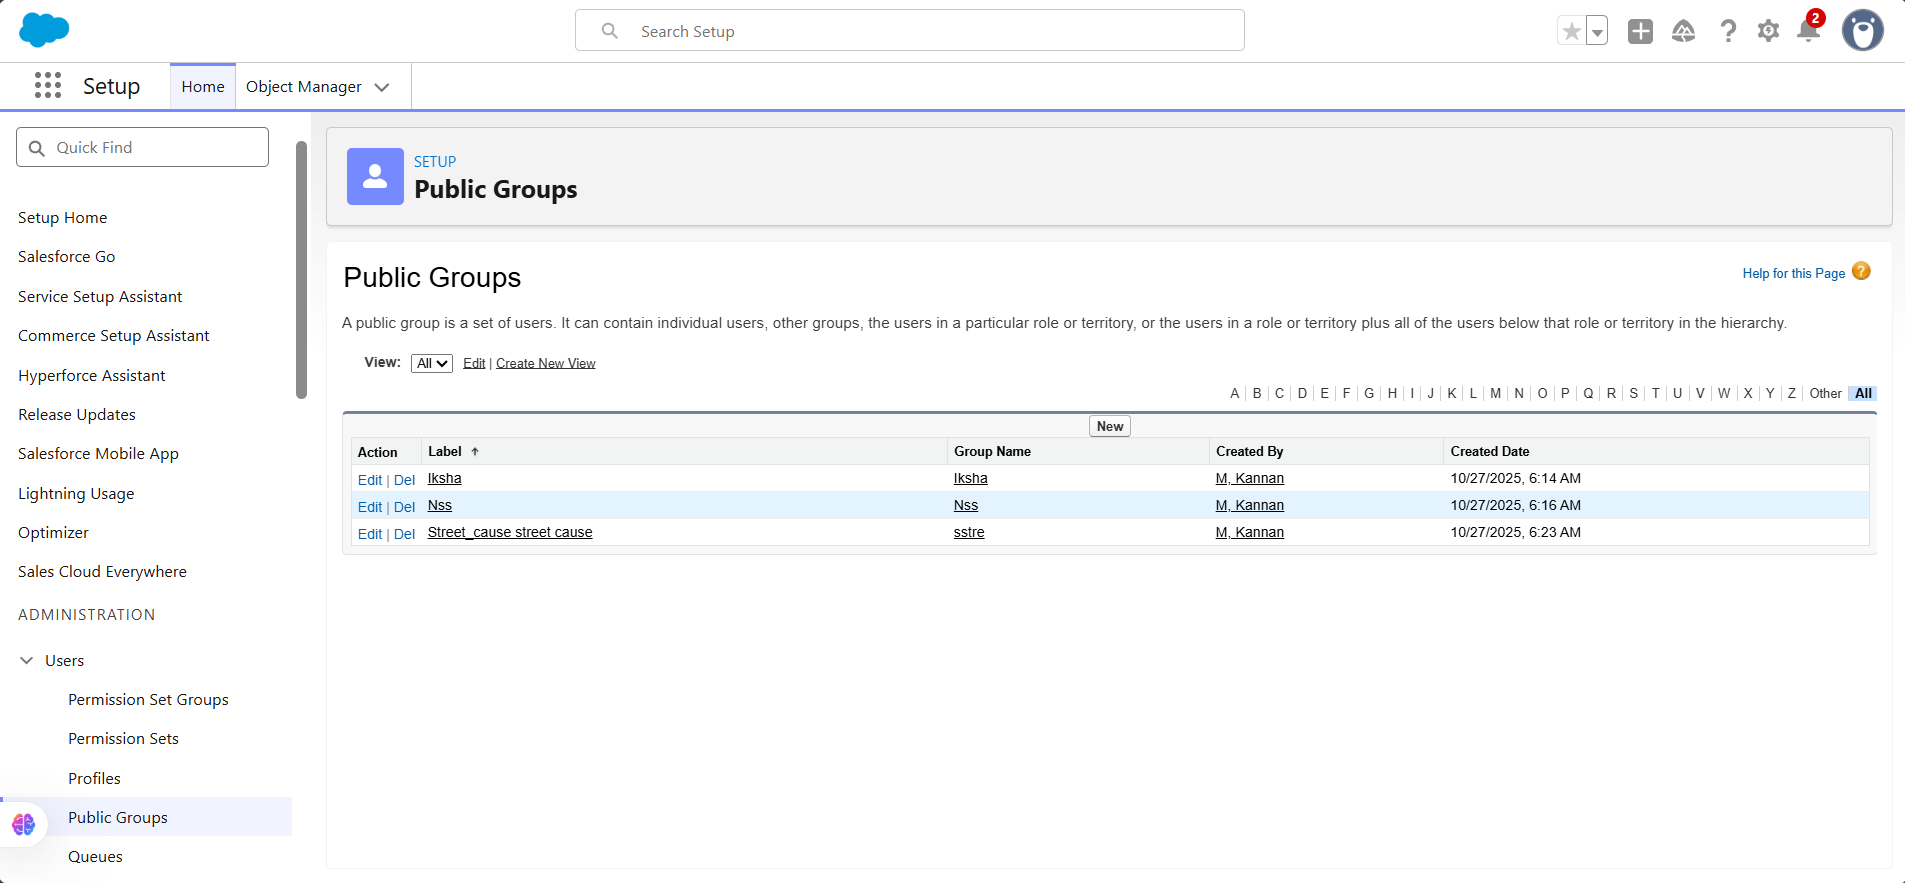 Search Setup
2
Setup
Home
Object Manager
Quick Find
Setup Home
Salesforce Go
Service Setup Assistant
Commerce Setup Assistant
Hyperforce Assistant
Release Updates
Salesforce Mobile App
Lightning Usage
Optimizer
Sales Cloud Everywhere
ADMINISTRATION
Users
Permission Set Groups
Permission Sets
Profiles
Public Groups
Queues
SETUP
Public Groups
Public Groups
Help for this Page ?
A public group is a set of users. It can contain individual users, other groups, the users in a particular role or territory, or the users in a role or territory plus all of the users below that role or territory in the hierarchy.
View: All Edit | Create New View
A | B | C | D | E | F | G | H | I | J | K | L | M | N | O | P | Q | R | S | T | U | V | W | X | Y | Z | Other | All
New
Action Label ↑ Group Name Created By Created Date
Edit | Del Iksha Iksha M, Kannan 10/27/2025, 6:14 AM
Edit | Del Nss Nss M, Kannan 10/27/2025, 6:16 AM
Edit | Del Street_cause street cause sstre M, Kannan 10/27/2025, 6:23 AM